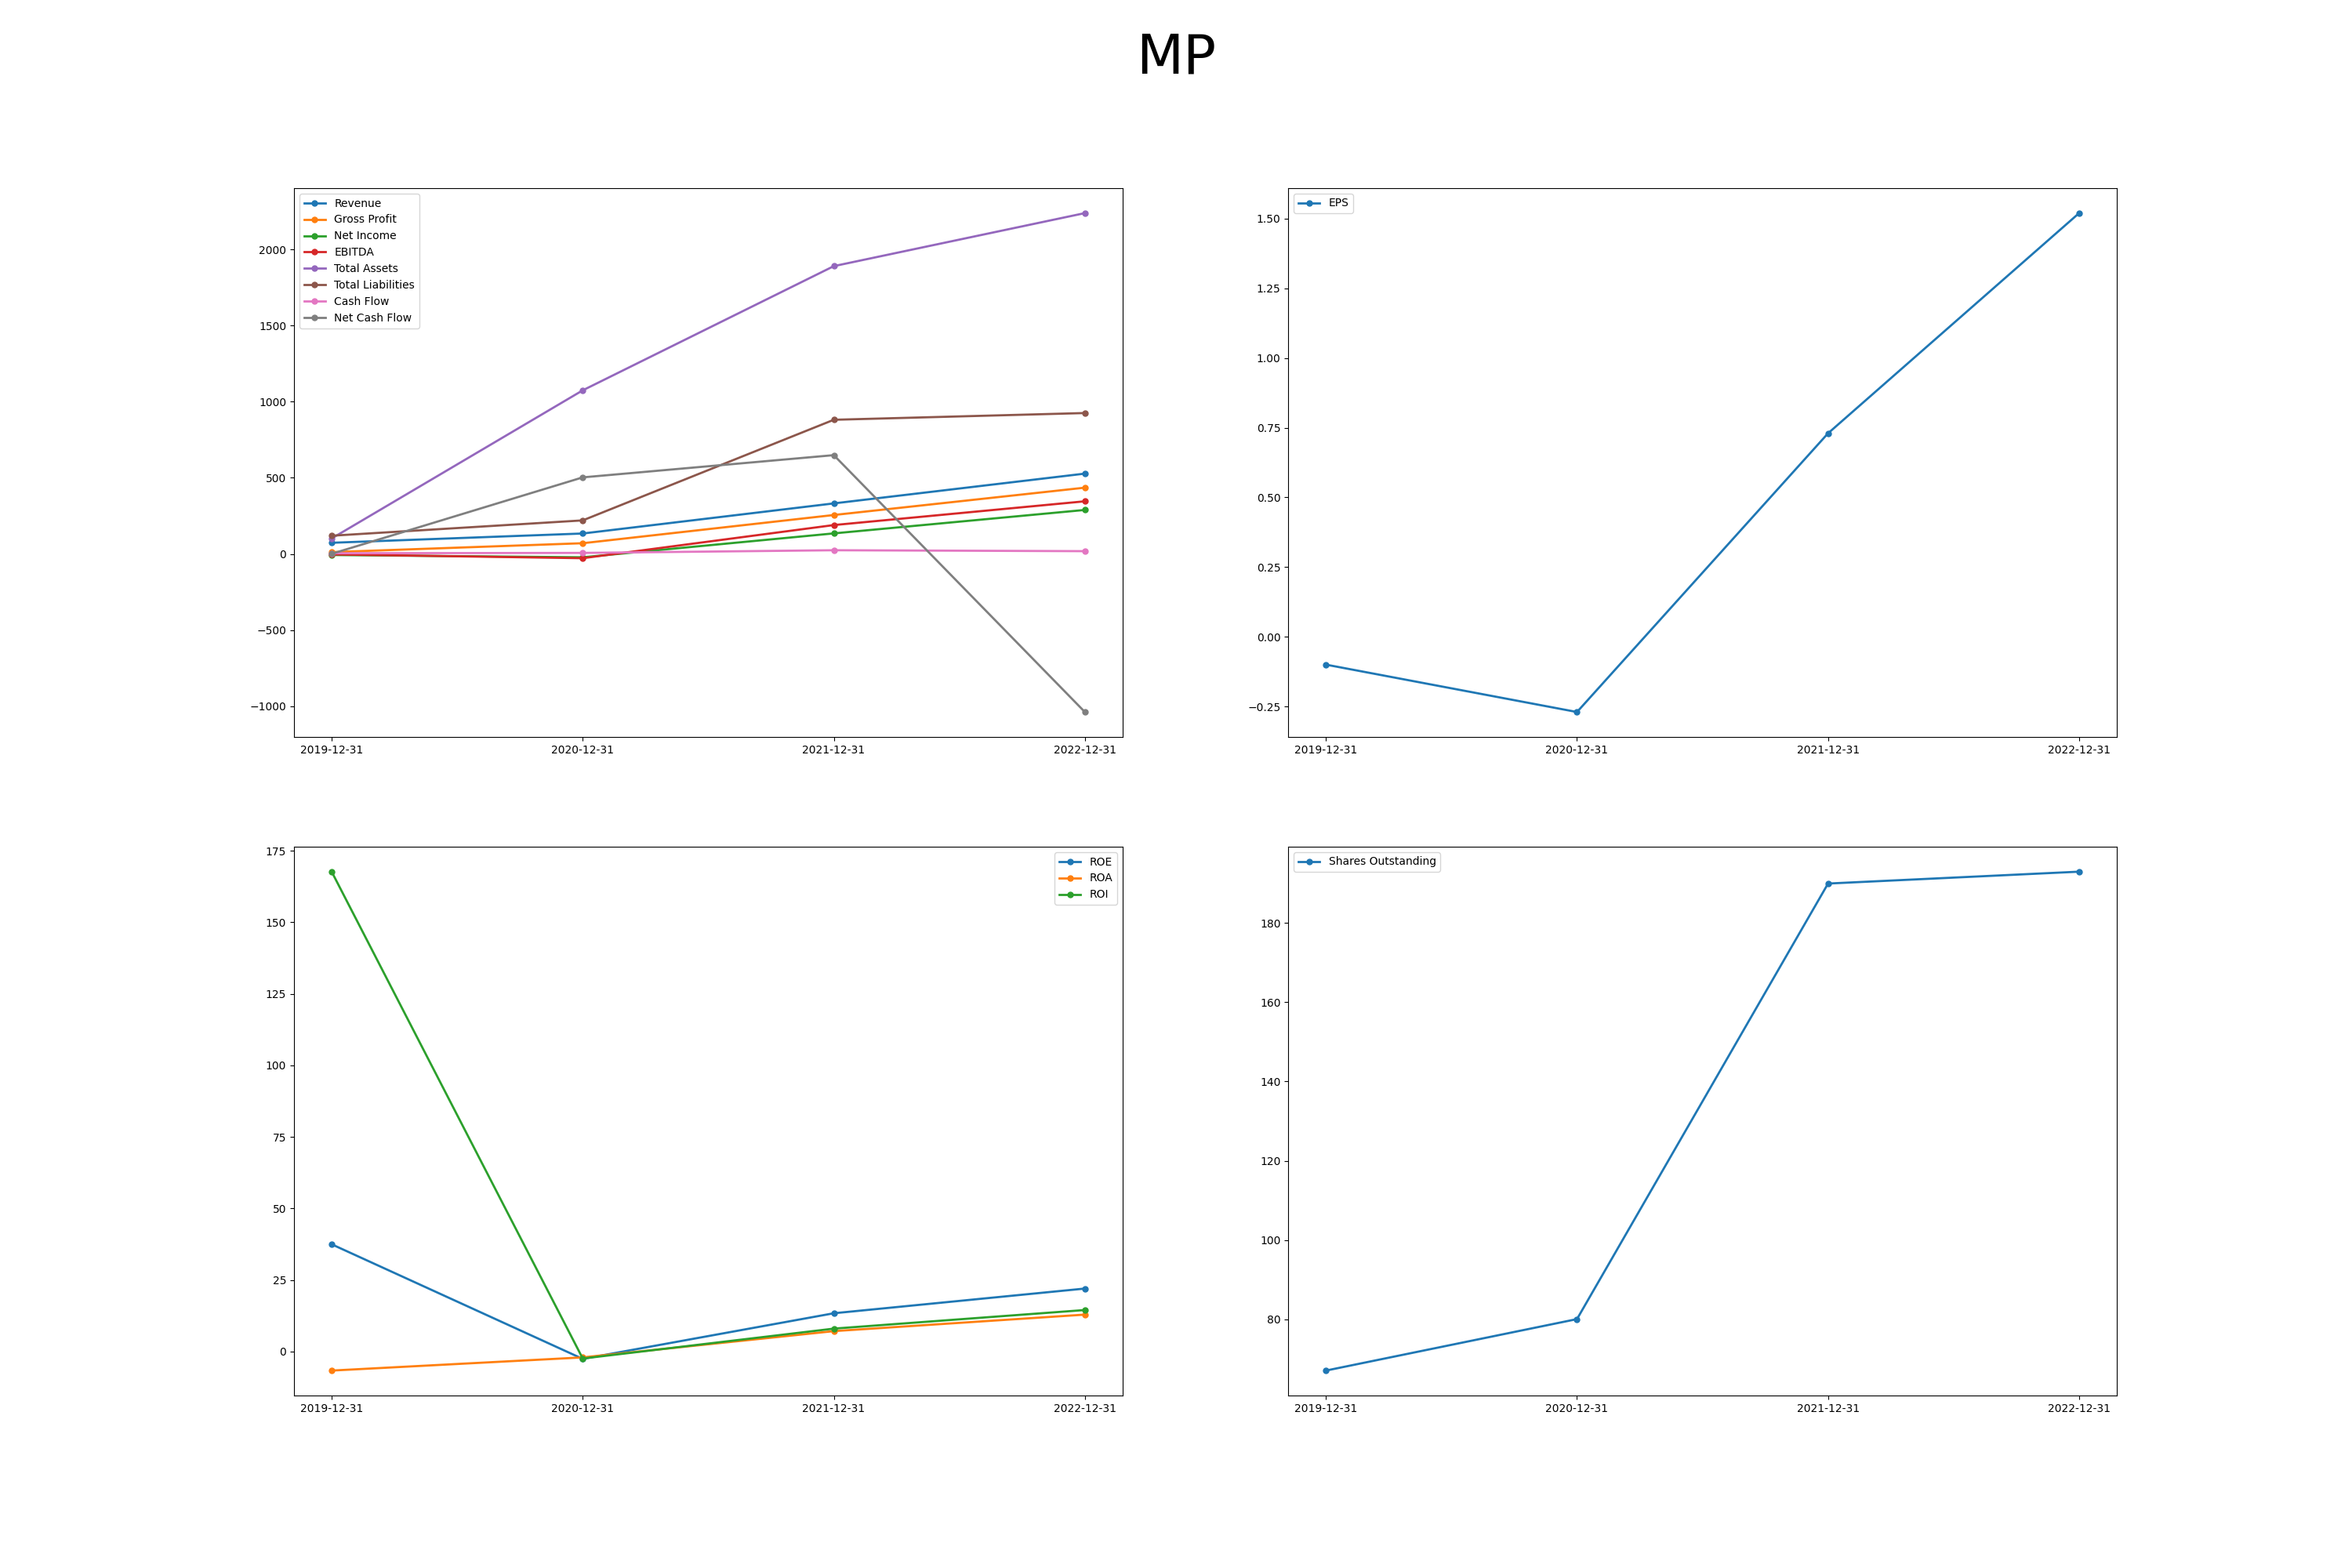 MP
Revenue
Gross Profit
Net Income
EBITDA
Total Assets
Total Liabilities
Cash Flow
Net Cash Flow
2000
1500
1000
500
0
−500
−1000
2019-12-31 2020-12-31 2021-12-31 2022-12-31
EPS
1.50
1.25
1.00
0.75
0.50
0.25
0.00
−0.25
2019-12-31 2020-12-31 2021-12-31 2022-12-31
ROE
ROA
ROI
175
150
125
100
75
50
25
0
2019-12-31 2020-12-31 2021-12-31 2022-12-31
Shares Outstanding
180
160
140
120
100
80
2019-12-31 2020-12-31 2021-12-31 2022-12-31